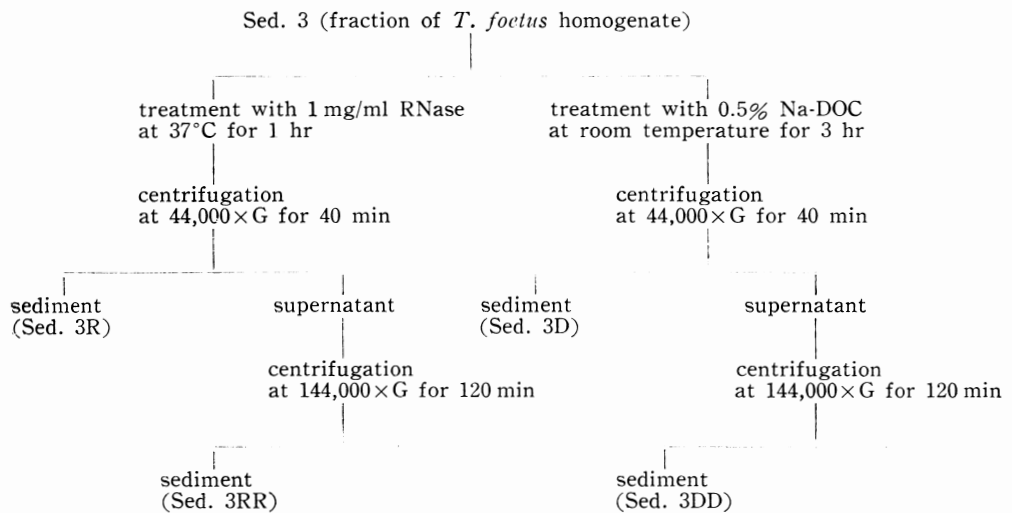 Sed. 3 (fraction of T. foetus homogenate)
treatment with 1 mg/ml RNase
at 37°C for 1 hr
treatment with 0.5% Na-DOC
at room temperature for 3 hr
centrifugation
at 44,000×G for 40 min
centrifugation
at 44,000×G for 40 min
sediment
(Sed. 3R)
supernatant
sediment
(Sed. 3D)
supernatant
centrifugation
at 144,000×G for 120 min
centrifugation
at 144,000×G for 120 min
sediment
(Sed. 3RR)
sediment
(Sed. 3DD)